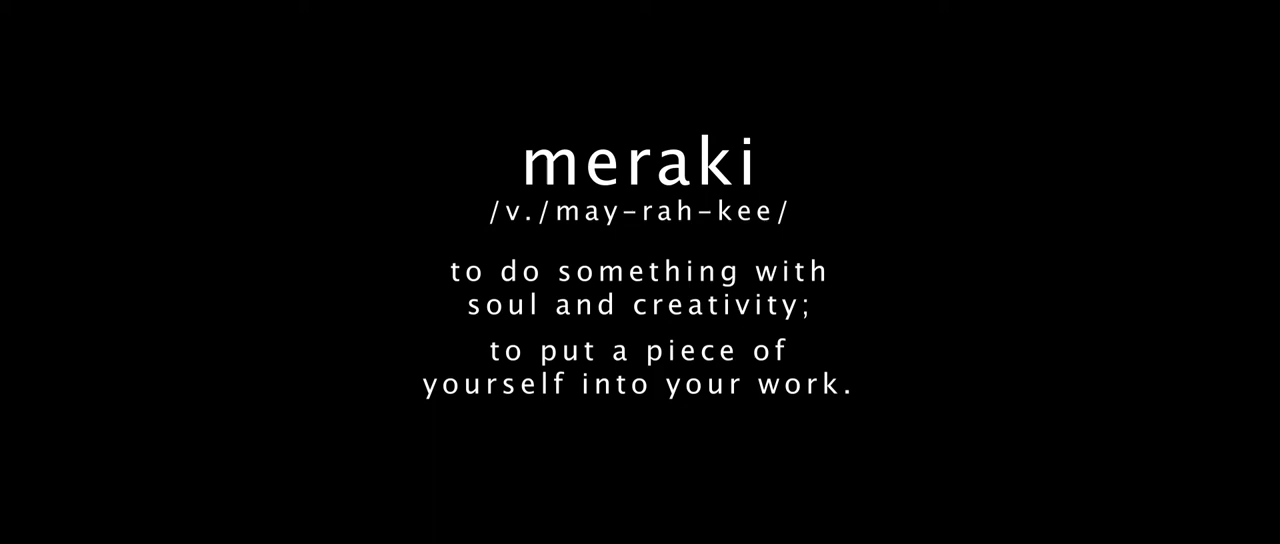 meraki
/v./may-rah-kee/
to do something with
soul and creativity;
to put a piece of
yourself into your work.